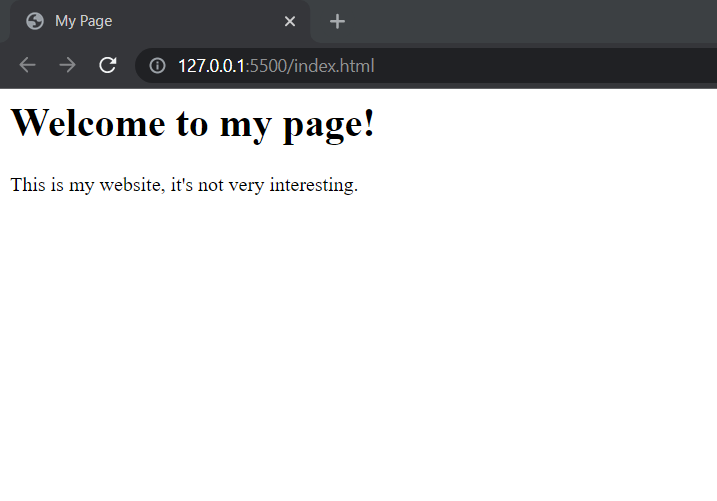 My Page
127.0.0.1:5500/index.html
Welcome to my page!
This is my website, it's not very interesting.